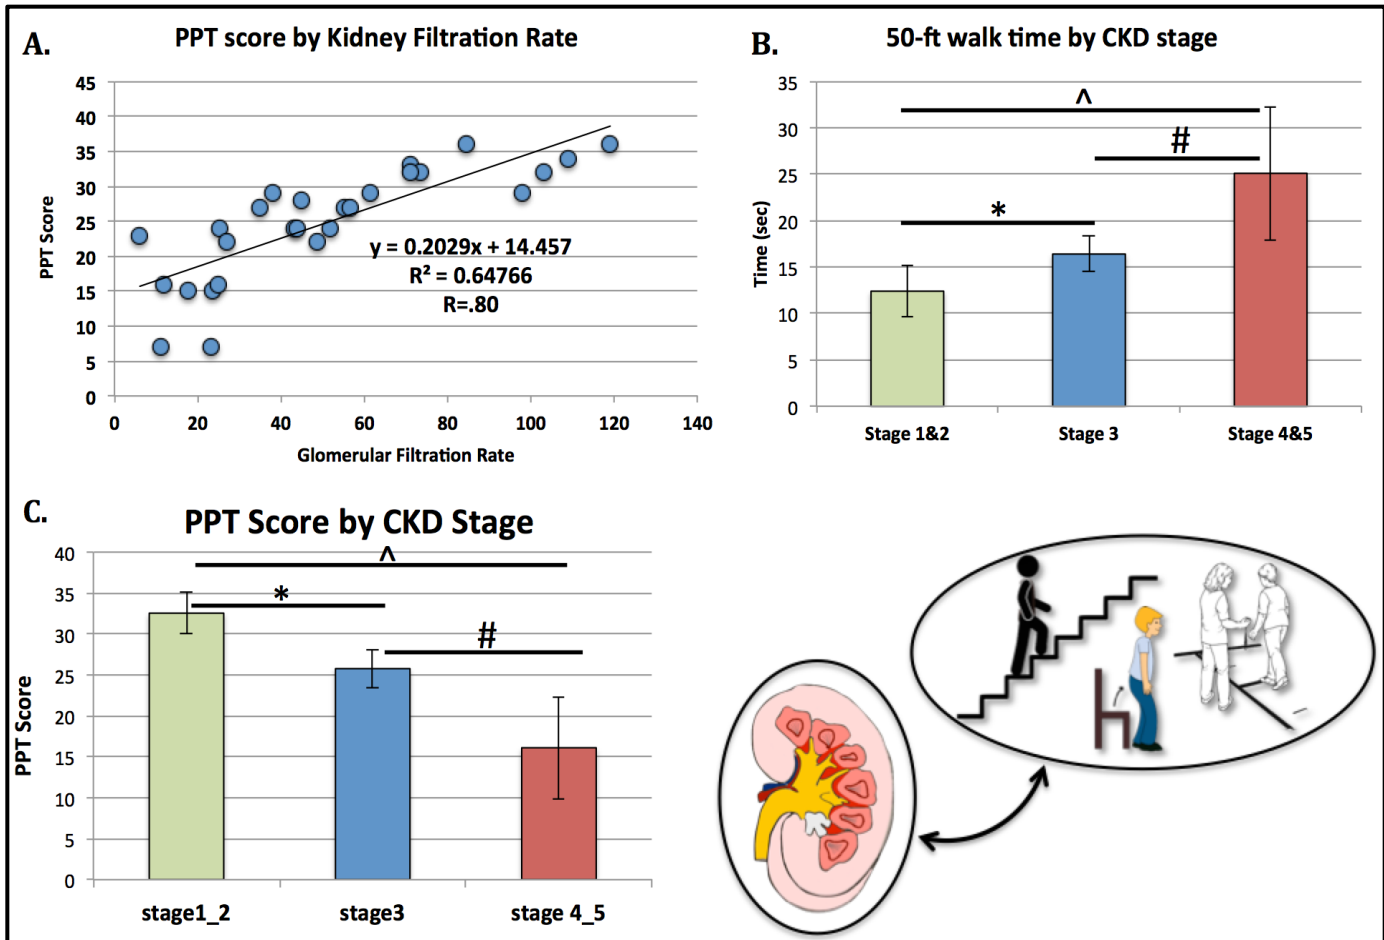 A.
PPT score by Kidney Filtration Rate
45
40
35
30
25
20
15
10
5
0
PPT Score
y = 0.2029x + 14.457
R² = 0.64766
R=.80
0 20 40 60 80 100 120 140
Glomerular Filtration Rate
B.
50-ft walk time by CKD stage
35
30
25
20
15
10
5
0
Time (sec)
^
#
*
Stage 1&2 Stage 3 Stage 4&5
C.
PPT Score by CKD Stage
40
35
30
25
20
15
10
5
0
PPT Score
^
*
#
stage1_2 stage3 stage 4_5